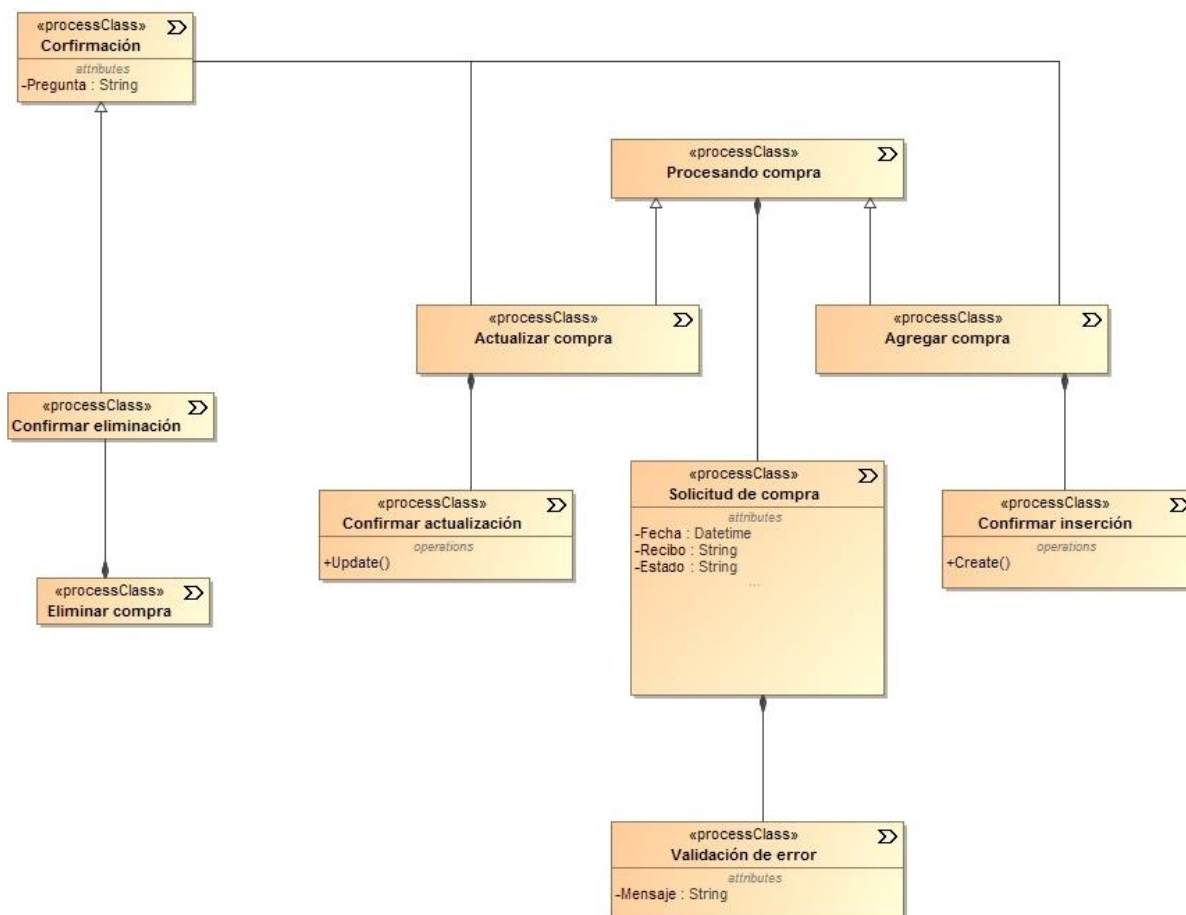 «processClass»
Corfirmación
attributes
-Pregunta : String
«processClass»
Procesando compra
«processClass»
Actualizar compra
«processClass»
Agregar compra
«processClass»
Confirmar eliminación
«processClass»
Solicitud de compra
attributes
-Fecha : Datetime
-Recibo : String
-Estado : String
...
«processClass»
Confirmar actualización
operations
+Update()
«processClass»
Confirmar inserción
operations
+Create()
«processClass»
Eliminar compra
«processClass»
Validación de error
attributes
-Mensaje : String